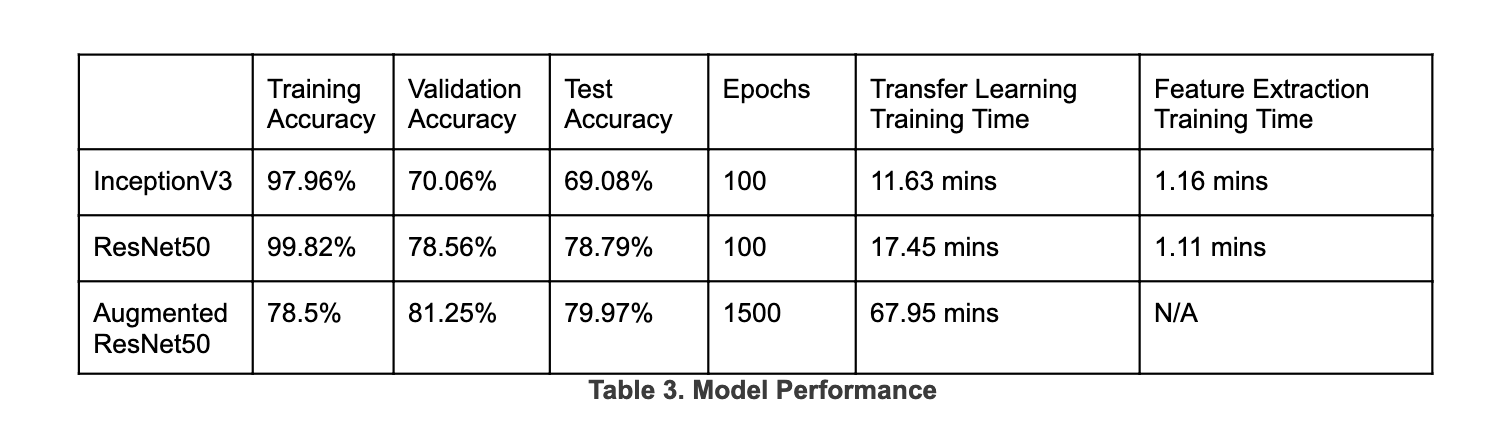 Training Accuracy Validation Accuracy Test Accuracy Epochs Transfer Learning Training Time Feature Extraction Training Time
InceptionV3 97.96% 70.06% 69.08% 100 11.63 mins 1.16 mins
ResNet50 99.82% 78.56% 78.79% 100 17.45 mins 1.11 mins
Augmented ResNet50 78.5% 81.25% 79.97% 1500 67.95 mins N/A
Table 3. Model Performance